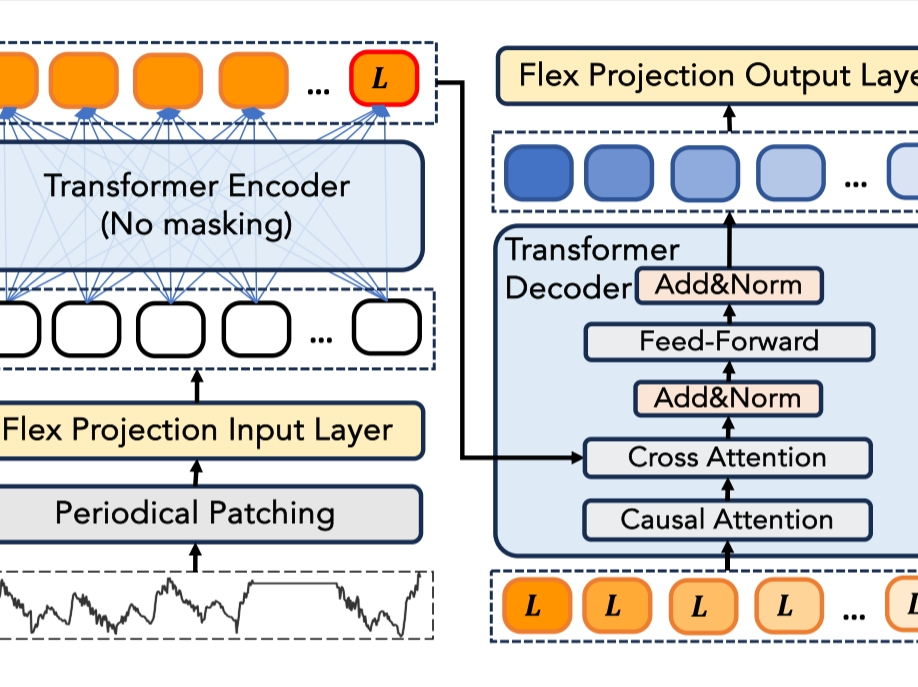 L
...
Transformer Encoder
(No masking)
...
Flex Projection Input Layer
Periodical Patching
Flex Projection Output Laye
...
Transformer
Decoder
Add&Norm
Feed-Forward
Add&Norm
Cross Attention
Causal Attention
L
L
L
L
...
L